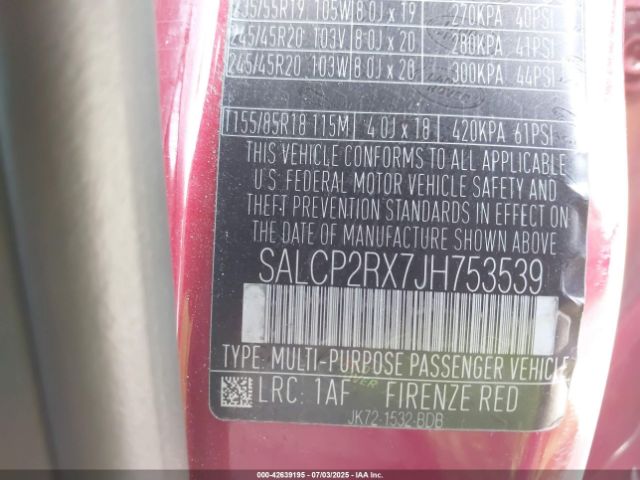 235/55R19 105W 8.0J x 19 270KPA 40PSI
245/45R20 103V 8.0J x 20 280KPA 41PSI
245/45R20 103W 8.0J x 20 300KPA 44PSI
T155/85R18 115M 4.0J x 18 420KPA 61PSI
THIS VEHICLE CONFORMS TO ALL APPLICABLE
U.S. FEDERAL MOTOR VEHICLE SAFETY AND
THEFT PREVENTION STANDARDS IN EFFECT ON
THE DATE OF MANUFACTURE SHOWN ABOVE
SALCP2RX7JH753539
TYPE: MULTI-PURPOSE PASSENGER VEHICLE
LRC: 1AF FIRENZE RED
JK72-1532-BDB
000-42639195 - 07/03/2025 - IAAI.COM